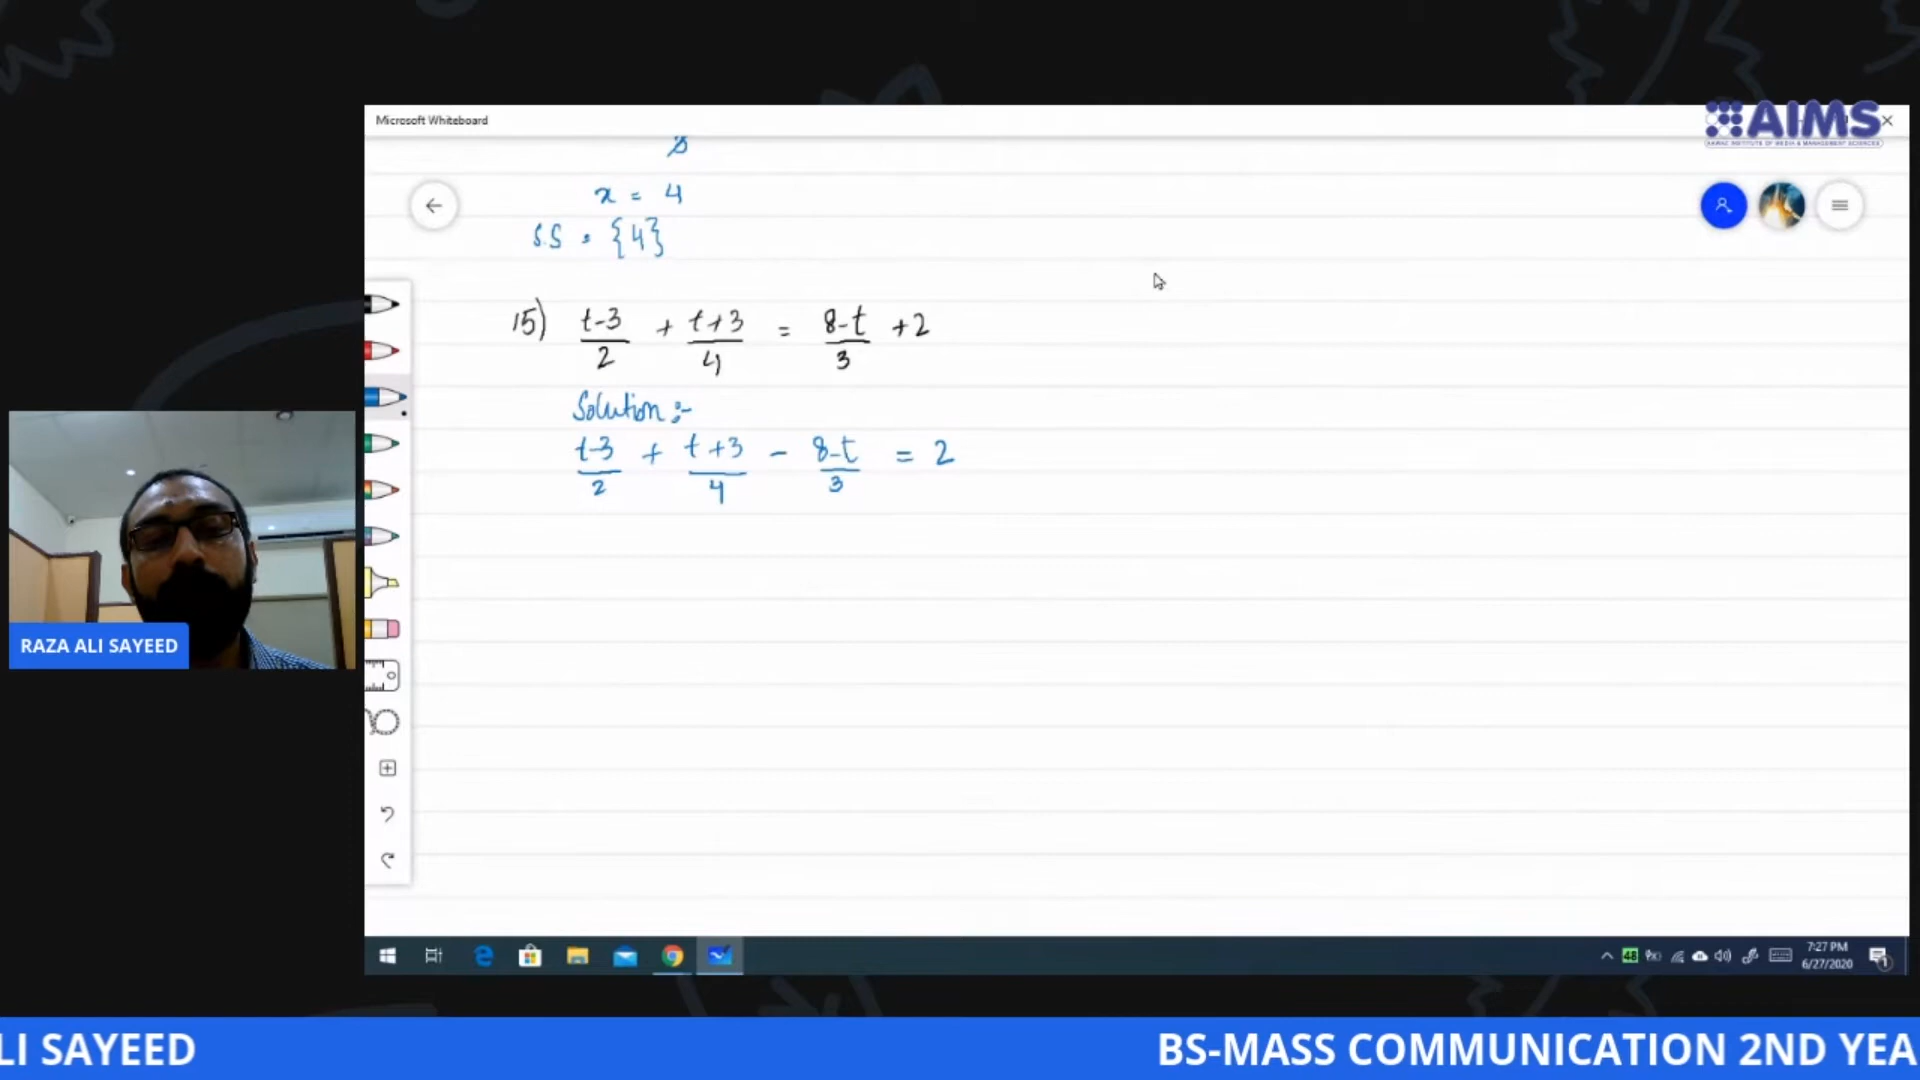 Microsoft Whiteboard
AIMS
x = 4
S.S = {4}
15) t-3/2 + t+3/4 = 8-t/3 +2
Solution :-
t-3/2 + t+3/4 - 8-t/3 = 2
RAZA ALI SAYEED
48
7:27 PM
6/27/2020
LI SAYEED
BS-MASS COMMUNICATION 2ND YEA